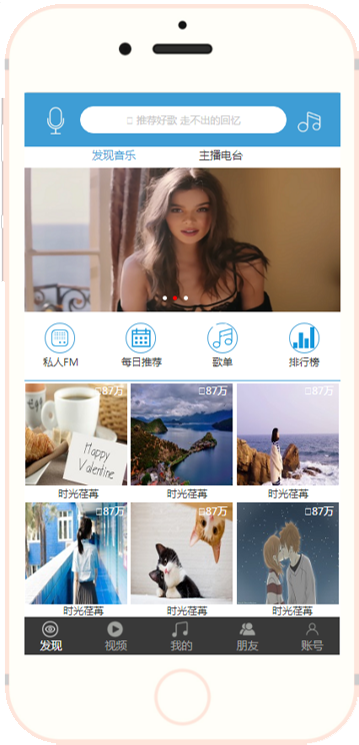 推荐好歌 走不出的回忆
发现音乐 主播电台
私人FM 每日推荐 歌单 排行榜
87万 87万 87万
Happy
Valentine
时光荏苒 时光荏苒 时光荏苒
87万 87万 87万
时光荏苒 时光荏苒 时光荏苒
发现 视频 我的 朋友 账号